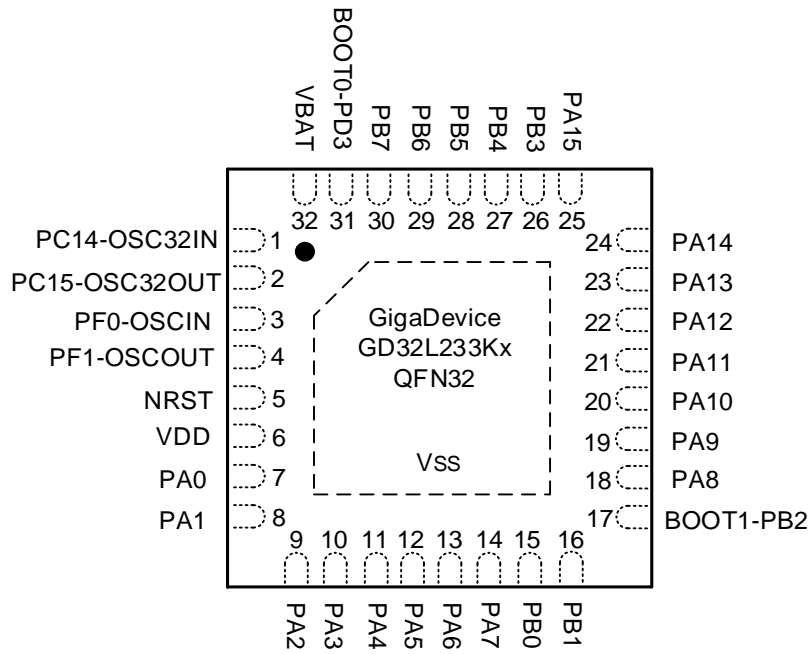 VBAT
BOOT0-PD3
PB7
PB6
PB5
PB4
PB3
PA15
32 31 30 29 28 27 26 25
PC14-OSC32IN 1
PC15-OSC32OUT 2
PF0-OSCIN 3
PF1-OSCOUT 4
NRST 5
VDD 6
PA0 7
PA1 8
GigaDevice
GD32L233Kx
QFN32
Vss
24 PA14
23 PA13
22 PA12
21 PA11
20 PA10
19 PA9
18 PA8
17 BOOT1-PB2
9 10 11 12 13 14 15 16
PA2
PA3
PA4
PA5
PA6
PA7
PB0
PB1